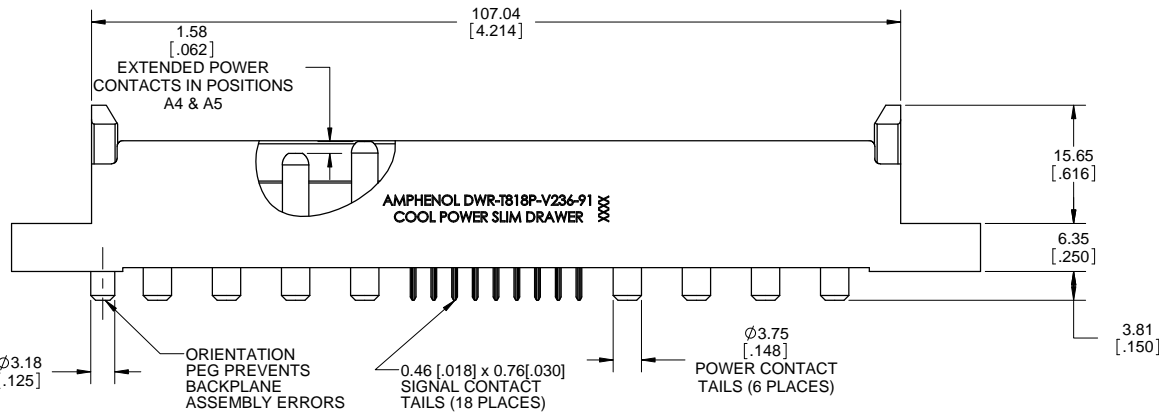 107.04
[4.214]
1.58
[.062]
EXTENDED POWER
CONTACTS IN POSITIONS
A4 & A5
15.65
[.616]
AMPHENOL DWR-T818P-V236-91
COOL POWER SLIM DRAWER
XXXX
6.35
[.250]
3.81
[.150]
Ø3.18
[.125]
ORIENTATION
PEG PREVENTS
BACKPLANE
ASSEMBLY ERRORS
0.46 [.018] x 0.76[.030]
SIGNAL CONTACT
TAILS (18 PLACES)
Ø3.75
[.148]
POWER CONTACT
TAILS (6 PLACES)